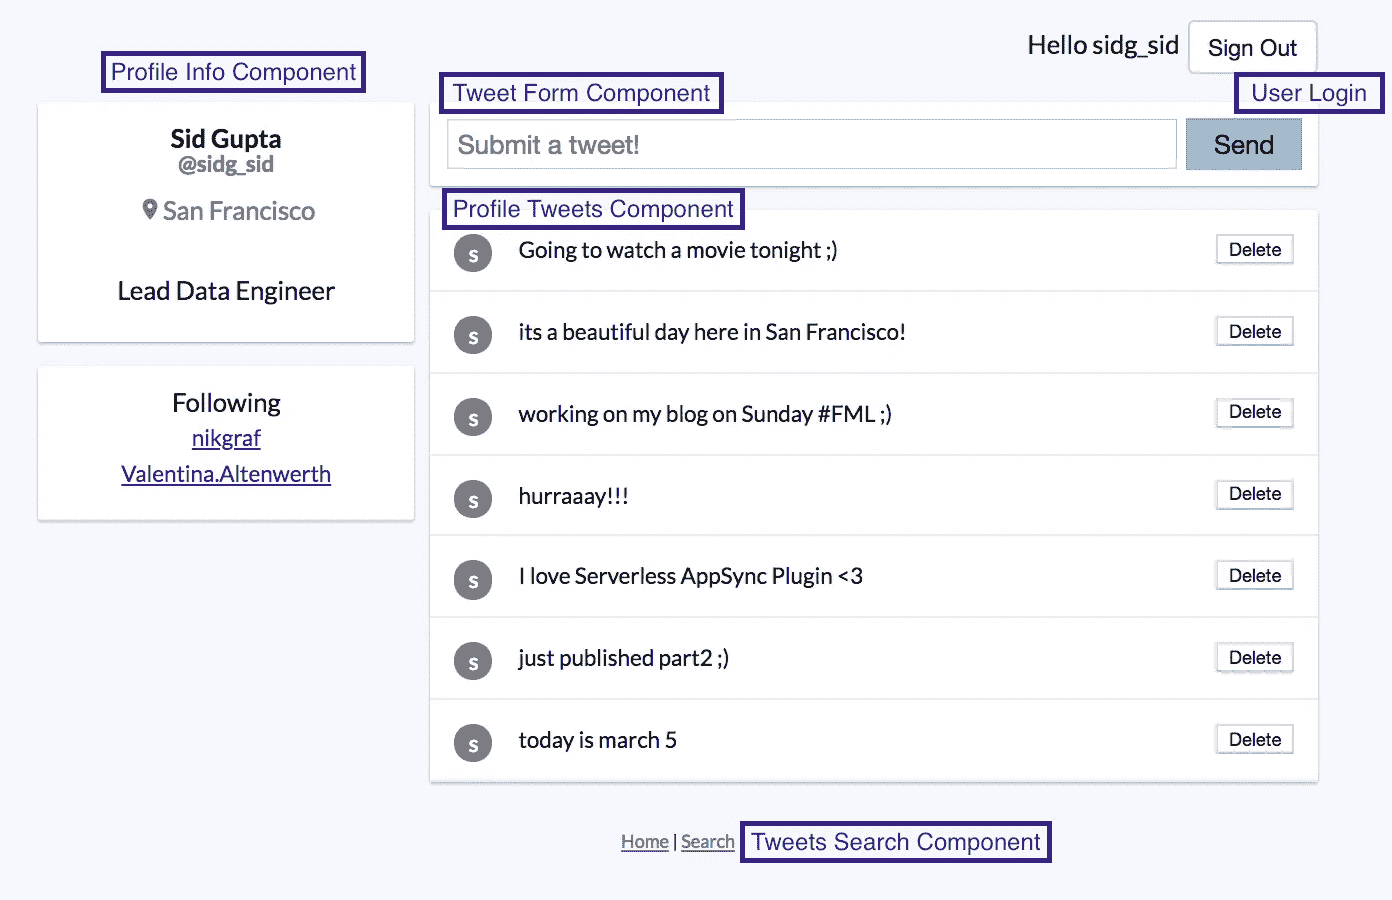 Hello sidg_sid
Sign Out
User Login
Profile Info Component
Sid Gupta
@sidg_sid
San Francisco
Lead Data Engineer
Following
nikgraf
Valentina.Altenwerth
Tweet Form Component
Submit a tweet!
Send
Profile Tweets Component
s
Going to watch a movie tonight ;)
Delete
s
its a beautiful day here in San Francisco!
Delete
s
working on my blog on Sunday #FML ;)
Delete
s
hurraaay!!!
Delete
s
I love Serverless AppSync Plugin <3
Delete
s
just published part2 ;)
Delete
s
today is march 5
Delete
Home | Search
Tweets Search Component